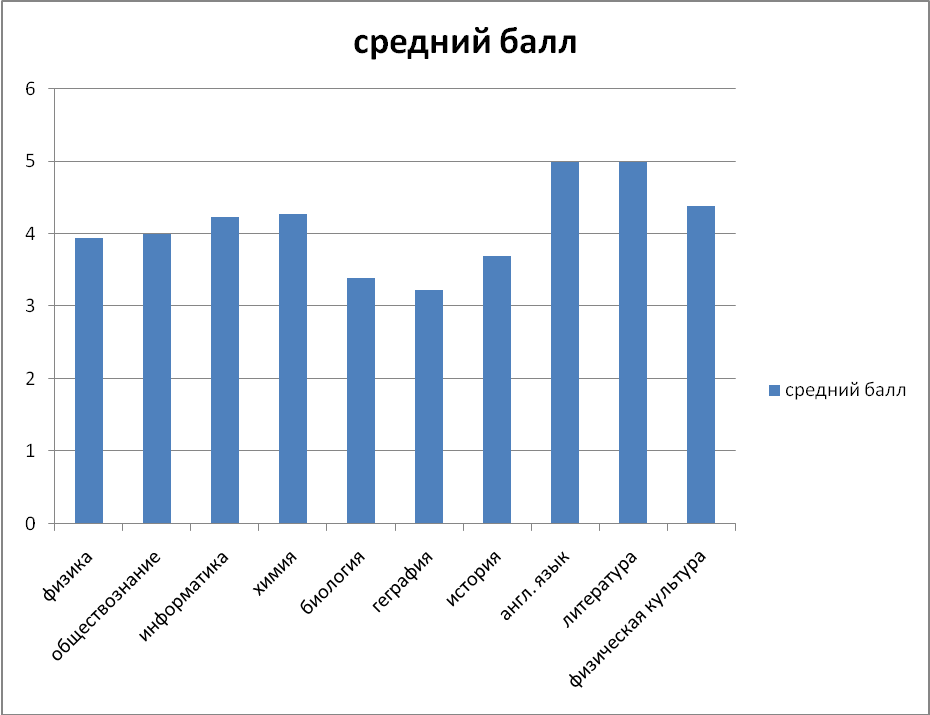 средний балл
6
5
4
3
2
1
0
физика
обществознание
информатика
химия
биология
геграфия
история
англ. язык
литература
физическая культура
средний балл